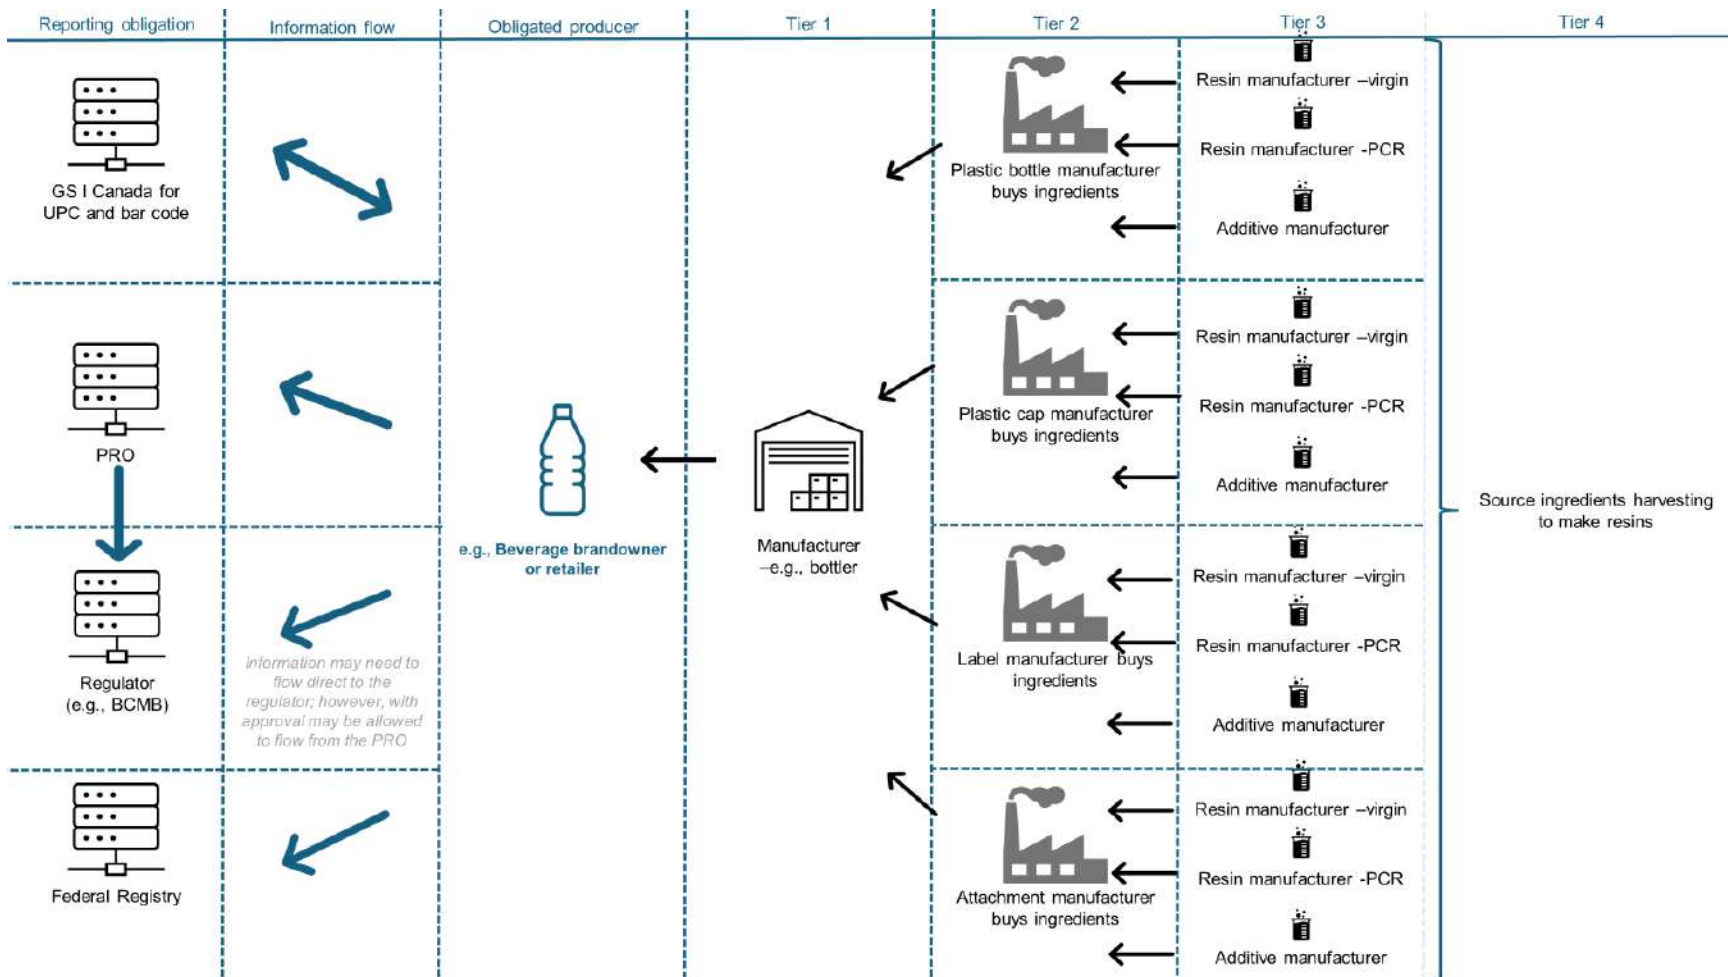 Reporting obligation
Information flow
Obligated producer
Tier 1
Tier 2
Tier 3
Tier 4
GS I Canada for
UPC and bar code
PRO
Regulator
(e.g., BCMB)
Federal Registry
Information may need to
flow direct to the
regulator; however, with
approval may be allowed
to flow from the PRO
e.g., Beverage brandowner
or retailer
Manufacturer
–e.g., bottler
Plastic bottle manufacturer
buys ingredients
Resin manufacturer –virgin
Resin manufacturer -PCR
Additive manufacturer
Plastic cap manufacturer
buys ingredients
Resin manufacturer –virgin
Resin manufacturer -PCR
Additive manufacturer
Label manufacturer buys
ingredients
Resin manufacturer –virgin
Resin manufacturer -PCR
Additive manufacturer
Attachment manufacturer
buys ingredients
Resin manufacturer –virgin
Resin manufacturer -PCR
Additive manufacturer
Source ingredients harvesting
to make resins